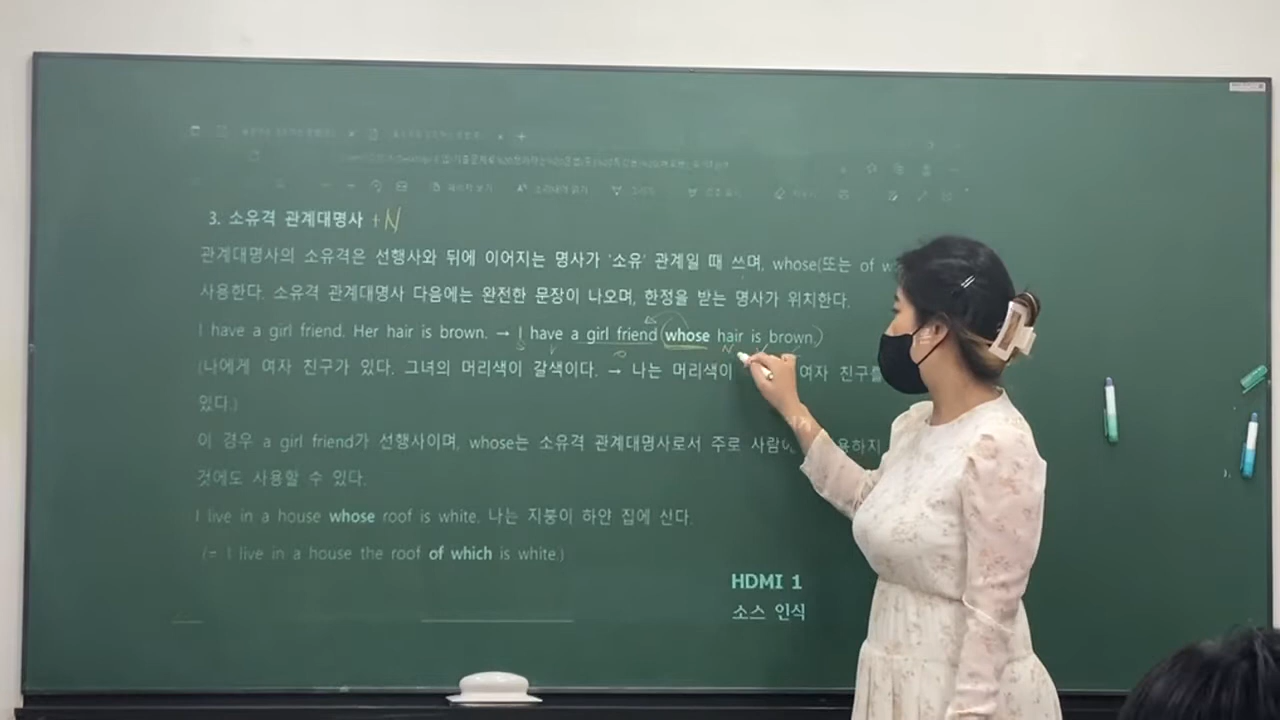 3. 소유격 관계대명사 +N
관계대명사의 소유격은 선행사와 뒤에 이어지는 명사가 '소유' 관계일 때 쓰며, whose(또는 of
사용한다. 소유격 관계대명사 다음에는 완전한 문장이 나오며, 한정을 받는 명사가 위치한다.
I have a girl friend. Her hair is brown. → I have a girl friend (whose hair is brown.)
S V O N V
(나에게 여자 친구가 있다. 그녀의 머리색이 갈색이다. → 나는 머리색이 여자 친구를
있다.)
이 경우 a girl friend가 선행사이며, whose는 소유격 관계대명사로서 주로 사람에
것에도 사용할 수 있다.
I live in a house whose roof is white. 나는 지붕이 하얀 집에 산다.
(= I live in a house the roof of which is white.)
HDMI 1
소스 인식